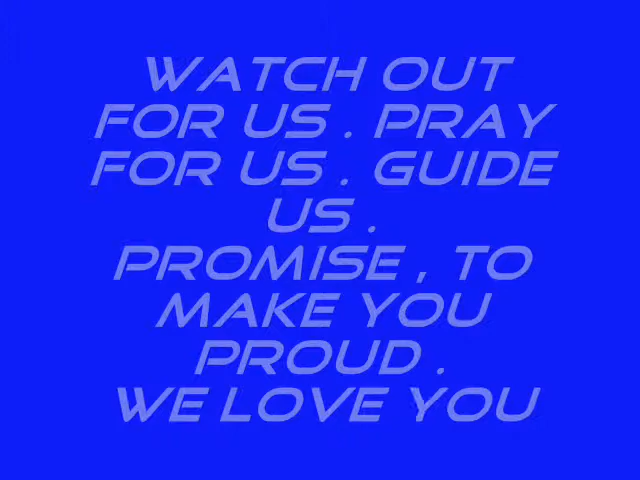 WATCH OUT
FOR US . PRAY
FOR US . GUIDE
US .
PROMISE , TO
MAKE YOU
PROUD .
WE LOVE YOU